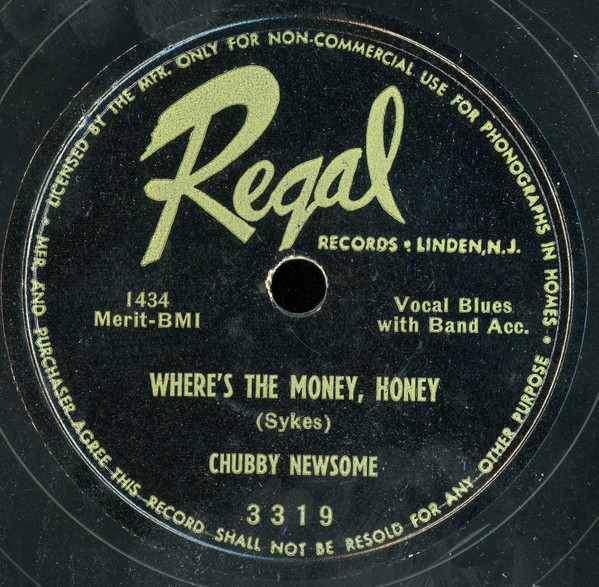 LICENSED BY THE MFR. ONLY FOR NON-COMMERCIAL USE FOR PHONOGRAPHS IN HOMES •
MFR. AND PURCHASER AGREE THIS RECORD SHALL NOT BE RESOLD FOR ANY OTHER PURPOSE •
Regal
RECORDS • LINDEN, N.J.
1434
Merit-BMI
Vocal Blues
with Band Acc.
WHERE'S THE MONEY, HONEY
(Sykes)
CHUBBY NEWSOME
3319